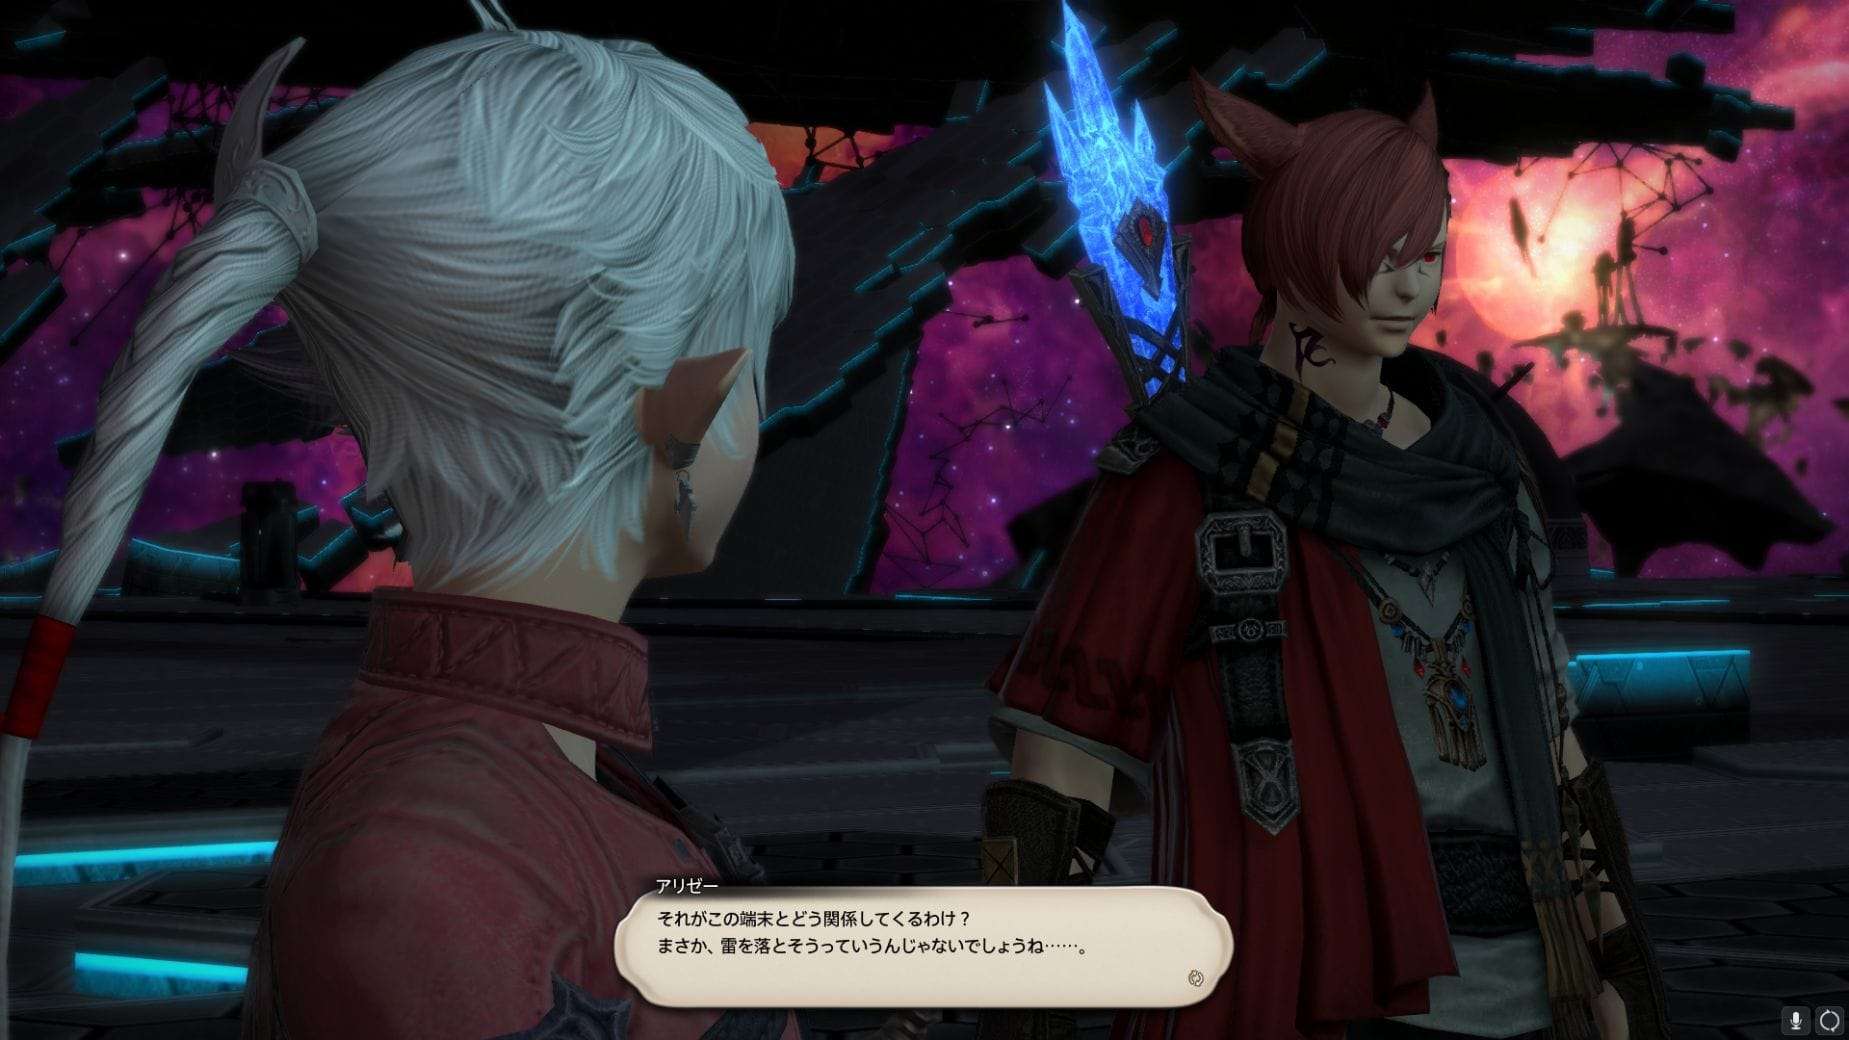 アリゼー
それがこの端末とどう関係してくるわけ？
まさか、雷を落とそうっていうんじゃないでしょうね……。